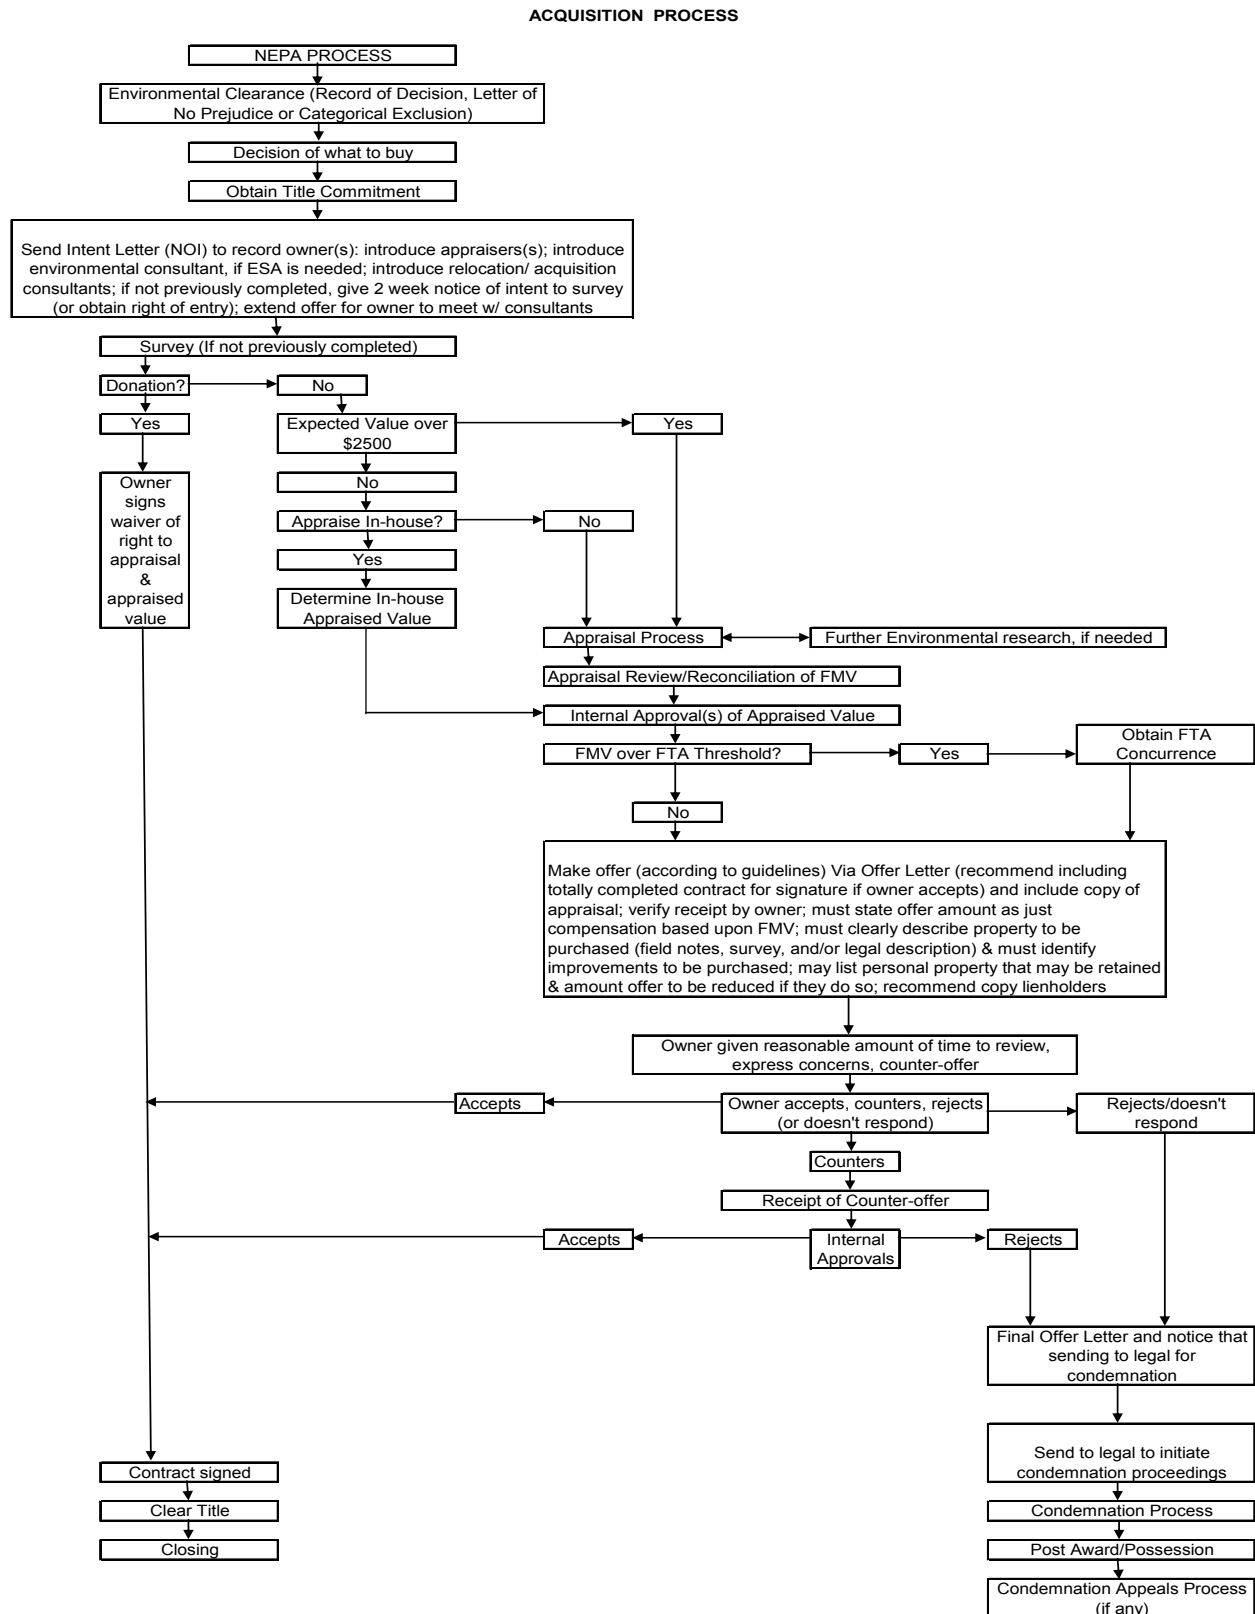 ACQUISITION PROCESS
NEPA PROCESS
Environmental Clearance (Record of Decision, Letter of
No Prejudice or Categorical Exclusion)
Decision of what to buy
Obtain Title Commitment
Send Intent Letter (NOI) to record owner(s): introduce appraisers(s); introduce
environmental consultant, if ESA is needed; introduce relocation/ acquisition
consultants; if not previously completed, give 2 week notice of intent to survey
(or obtain right of entry); extend offer for owner to meet w/ consultants
Survey (If not previously completed)
Donation?
No
Yes
Expected Value over
$2500
Yes
No
Owner
signs
waiver of
right to
appraisal
&
appraised
value
Appraise In-house?
No
Yes
Determine In-house
Appraised Value
Appraisal Process
Further Environmental research, if needed
Appraisal Review/Reconciliation of FMV
Internal Approval(s) of Appraised Value
FMV over FTA Threshold?
Yes
Obtain FTA
Concurrence
No
Make offer (according to guidelines) Via Offer Letter (recommend including
totally completed contract for signature if owner accepts) and include copy of
appraisal; verify receipt by owner; must state offer amount as just
compensation based upon FMV; must clearly describe property to be
purchased (field notes, survey, and/or legal description) & must identify
improvements to be purchased; may list personal property that may be retained
& amount offer to be reduced if they do so; recommend copy lienholders
Owner given reasonable amount of time to review,
express concerns, counter-offer
Accepts
Owner accepts, counters, rejects
(or doesn't respond)
Rejects/doesn't
respond
Counters
Receipt of Counter-offer
Accepts
Internal
Approvals
Rejects
Final Offer Letter and notice that
sending to legal for
condemnation
Send to legal to initiate
condemnation proceedings
Contract signed
Clear Title
Closing
Condemnation Process
Post Award/Possession
Condemnation Appeals Process
(if any)